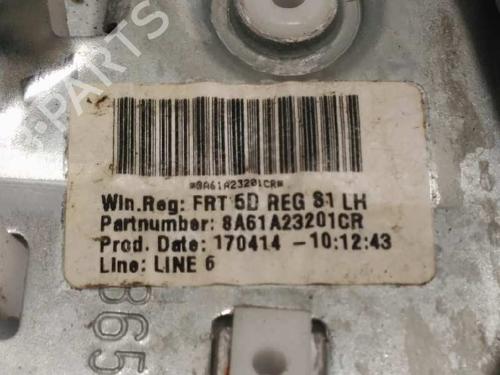 PARTS
*8A61A23201CR*
Win.Reg: FRT 5D REG S1 LH
Partnumber: 8A61A23201CR
Prod. Date: 170414 - 10:12:43
Line: LINE 6
865